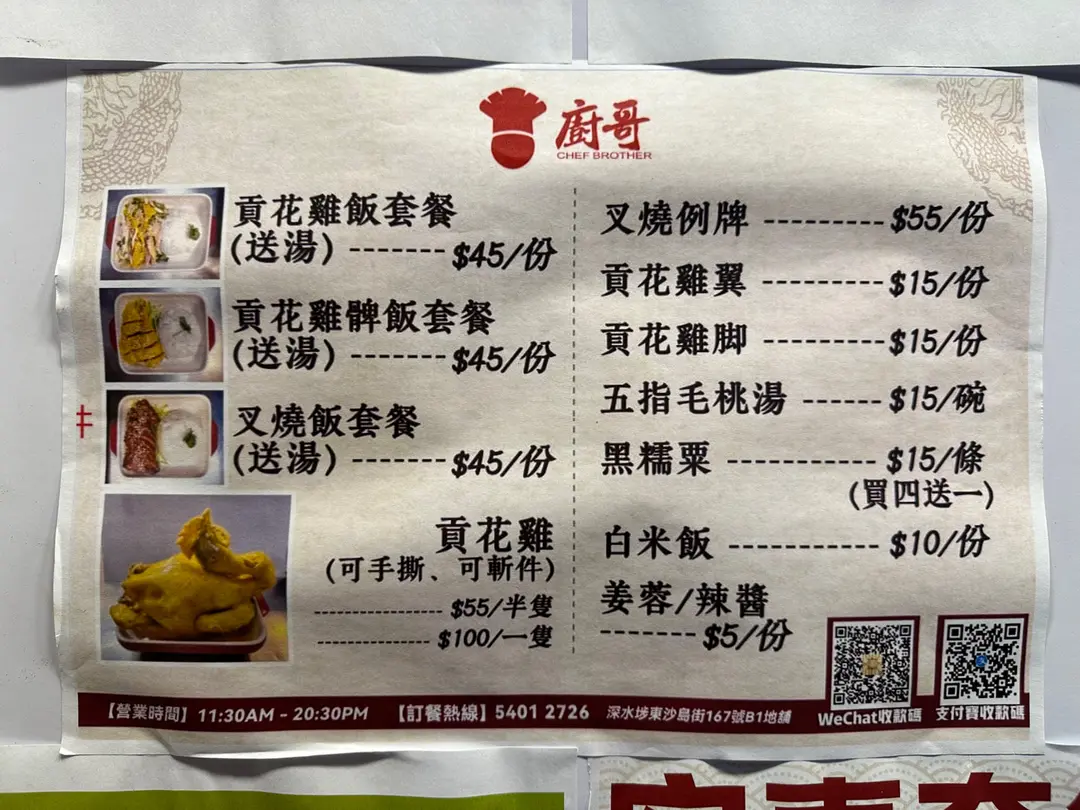 廚哥
CHEF BROTHER
貢花雞飯套餐
(送湯) ------- $45/份
貢花雞髀飯套餐
(送湯) ------- $45/份
叉燒飯套餐
(送湯) ------- $45/份
貢花雞
(可手撕、可斬件)
---------------- $55/半隻
---------------- $100/一隻
叉燒例牌 --------- $55/份
貢花雞翼 --------- $15/份
貢花雞脚 --------- $15/份
五指毛桃湯 ------ $15/碗
黑糯粟 ----------- $15/條
(買四送一)
白米飯 ----------- $10/份
姜蓉/辣醬
------- $5/份
【營業時間】11:30AM - 20:30PM 【訂餐熱線】5401 2726 深水埗東沙島街167號B1地舖
WeChat收款碼
支付寶收款碼